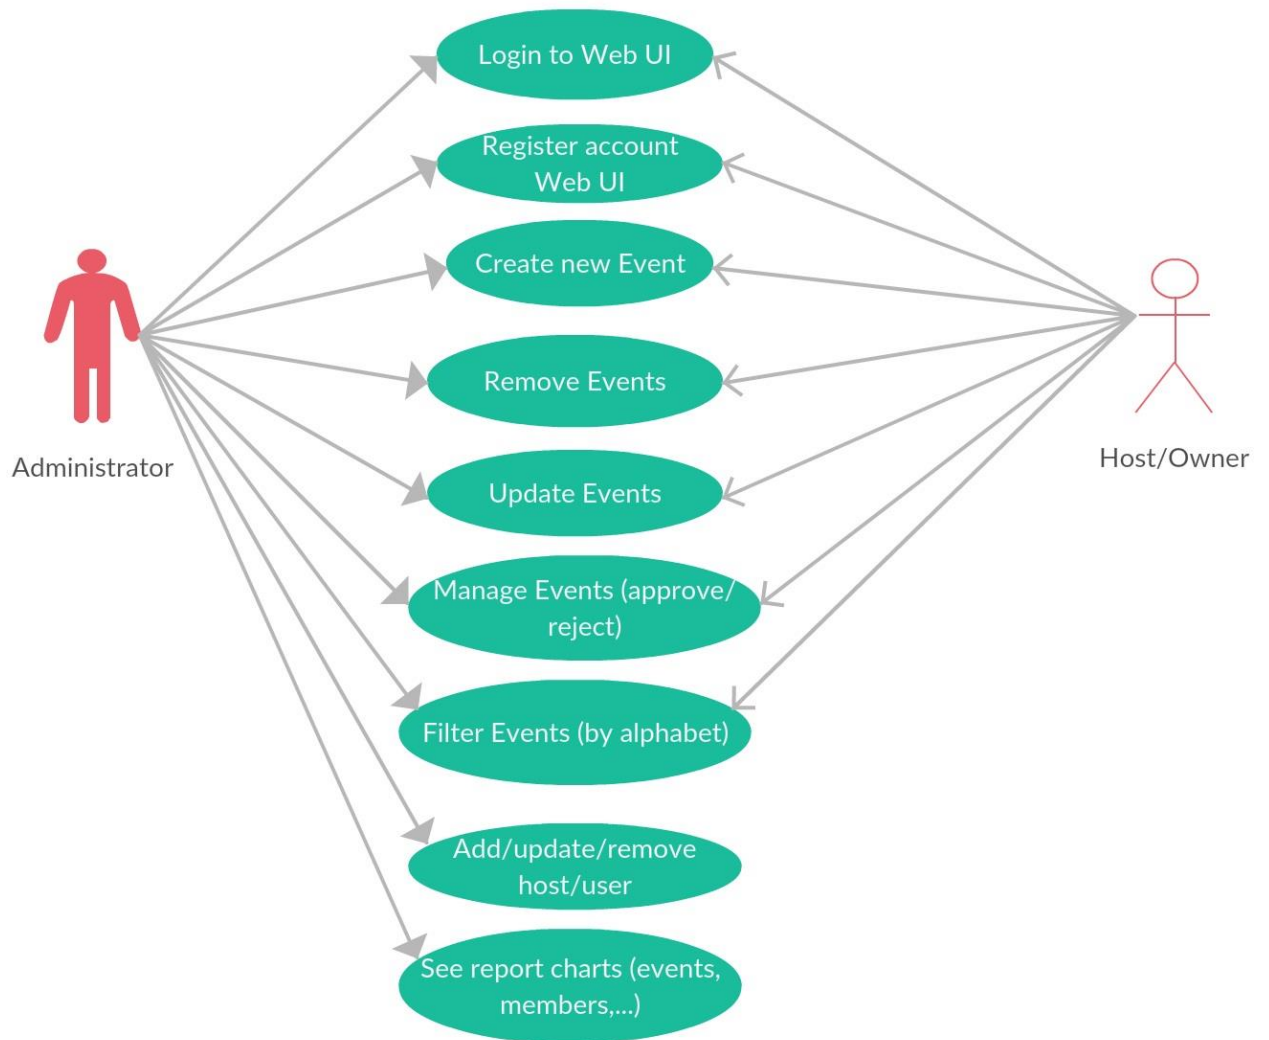 Login to Web UI
Register account
Web UI
Create new Event
Remove Events
Administrator
Host/Owner
Update Events
Manage Events (approve/
reject)
Filter Events (by alphabet)
Add/update/remove
host/user
See report charts (events,
members,...)